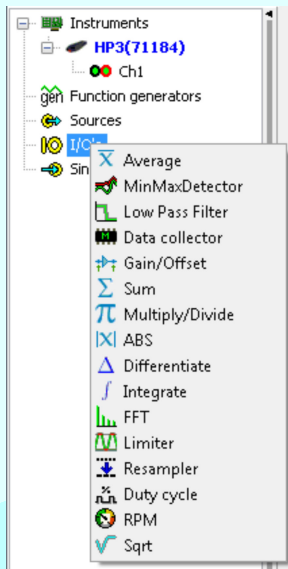 Instruments
HP3(71184)
Ch1
gen Function generators
Sources
I/O
Sin
X Average
MinMaxDetector
Low Pass Filter
Data collector
Gain/Offset
Σ Sum
π Multiply/Divide
|X| ABS
Δ Differentiate
∫ Integrate
FFT
Limiter
Resampler
% Duty cycle
RPM
√ Sqrt